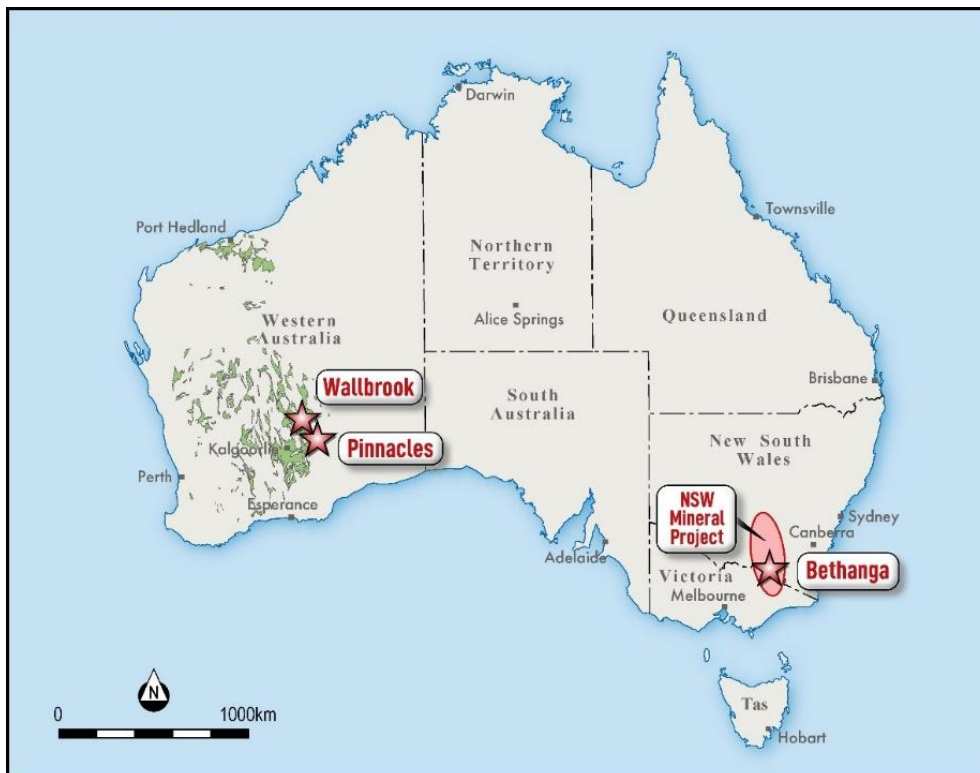 Darwin
Port Hedland
Townsville
Northern
Territory
Alice Springs
Queensland
Western
Australia
Wallbrook
Brisbane
South
Australia
New South
Wales
Kalgoorlie
Pinnacles
Perth
Esperance
NSW
Mineral
Project
Sydney
Canberra
Adelaide
Bethanga
Victoria
Melbourne
N
0
1000km
Tas
Hobart